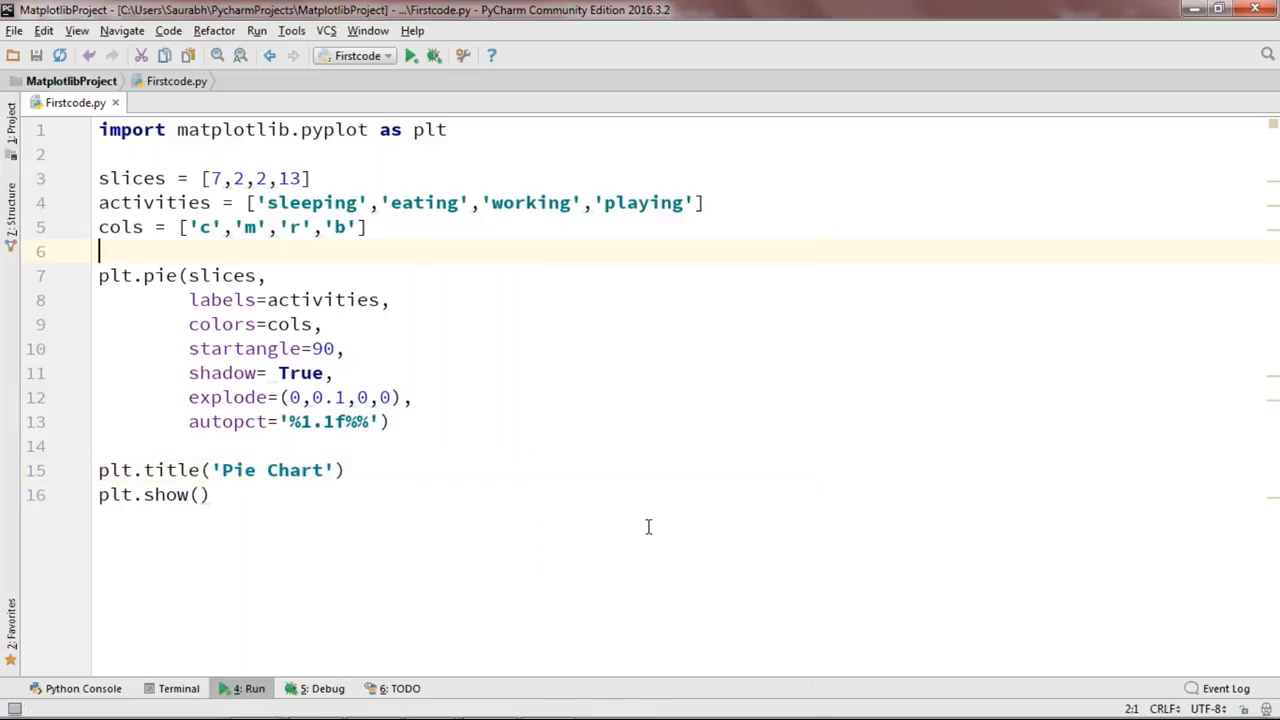 MatplotlibProject - [C:\Users\Saurabh\PycharmProjects\MatplotlibProject] - ...\Firstcode.py - PyCharm Community Edition 2016.3.2
File Edit View Navigate Code Refactor Run Tools VCS Window Help
Firstcode
MatplotlibProject Firstcode.py
Firstcode.py
1: Project
7: Structure
2: Favorites
1 import matplotlib.pyplot as plt
2
3 slices = [7,2,2,13]
4 activities = ['sleeping','eating','working','playing']
5 cols = ['c','m','r','b']
6
7 plt.pie(slices,
8 labels=activities,
9 colors=cols,
10 startangle=90,
11 shadow= True,
12 explode=(0,0.1,0,0),
13 autopct='%1.1f%%')
14
15 plt.title('Pie Chart')
16 plt.show()
Python Console Terminal 4: Run 5: Debug 6: TODO Event Log
2:1 CRLF÷ UTF-8÷